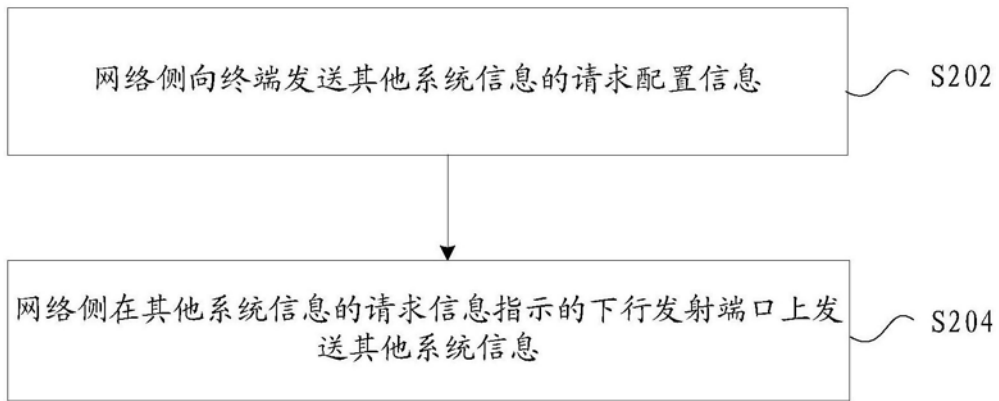 网络侧向终端发送其他系统信息的请求配置信息
S202
网络侧在其他系统信息的请求信息指示的下行发射端口上发
送其他系统信息
S204